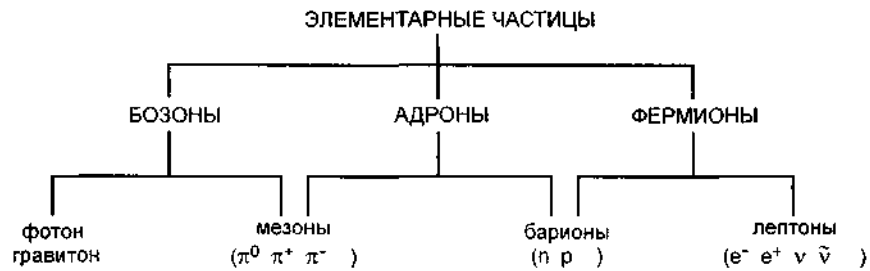 ЭЛЕМЕНТАРНЫЕ ЧАСТИЦЫ
БОЗОНЫ АДРОНЫ ФЕРМИОНЫ
фотон мезоны барионы лептоны
гравитон (π⁰ π⁺ π⁻ ) (n p ) (e⁻ e⁺ ν ν̃ )